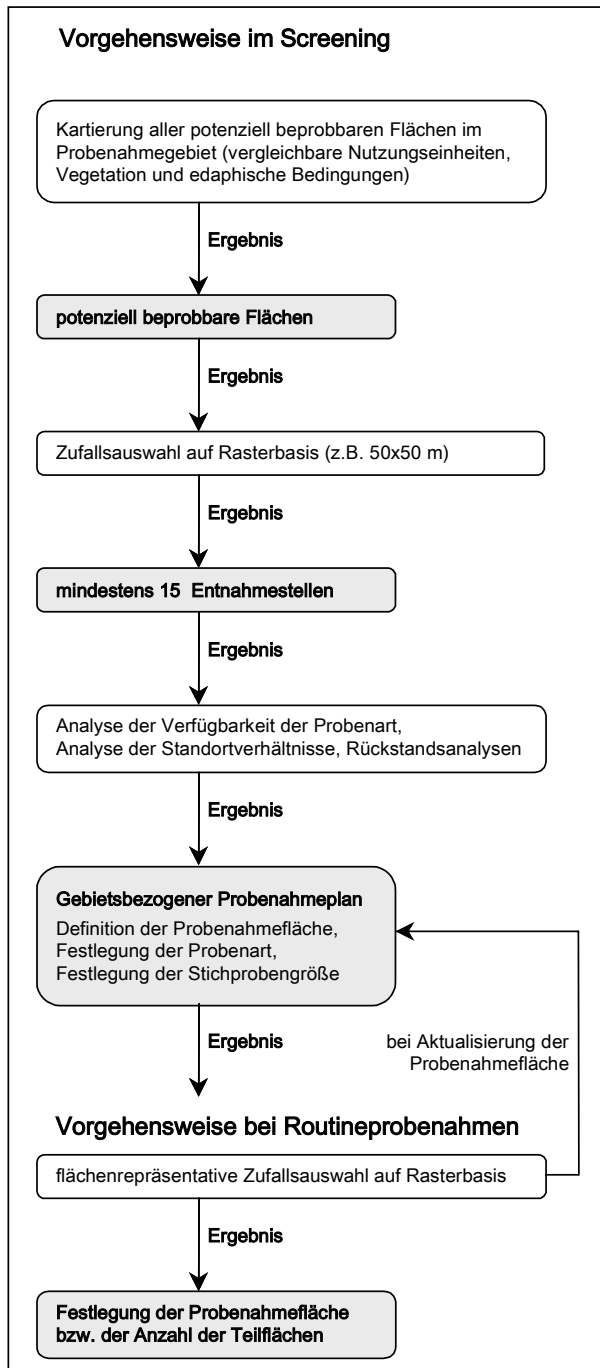 Vorgehensweise im Screening
Kartierung aller potenziell beprobbaren Flächen im
Probenahmegebiet (vergleichbare Nutzungseinheiten,
Vegetation und edaphische Bedingungen)
Ergebnis
potenziell beprobbare Flächen
Ergebnis
Zufallsauswahl auf Rasterbasis (z.B. 50x50 m)
Ergebnis
mindestens 15 Entnahmestellen
Ergebnis
Analyse der Verfügbarkeit der Probenart,
Analyse der Standortverhältnisse, Rückstandsanalysen
Ergebnis
Gebietsbezogener Probenahmeplan
Definition der Probenahmefläche,
Festlegung der Probenart,
Festlegung der Stichprobengröße
Ergebnis
bei Aktualisierung der
Probenahmefläche
Vorgehensweise bei Routineprobenahmen
flächenrepräsentative Zufallsauswahl auf Rasterbasis
Ergebnis
Festlegung der Probenahmefläche
bzw. der Anzahl der Teilflächen